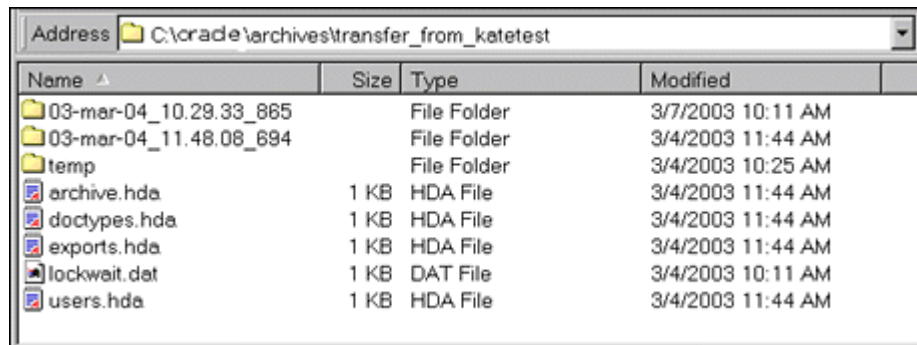 Address C:\oracle\archives\transfer_from_katetest
Name Size Type Modified
03-mar-04_10.29.33_865 File Folder 3/7/2003 10:11 AM
03-mar-04_11.48.08_694 File Folder 3/4/2003 11:44 AM
temp File Folder 3/4/2003 10:25 AM
archive.hda 1 KB HDA File 3/4/2003 11:44 AM
doctypes.hda 1 KB HDA File 3/4/2003 11:44 AM
exports.hda 1 KB HDA File 3/4/2003 11:44 AM
lockwait.dat 1 KB DAT File 3/4/2003 10:11 AM
users.hda 1 KB HDA File 3/4/2003 11:44 AM